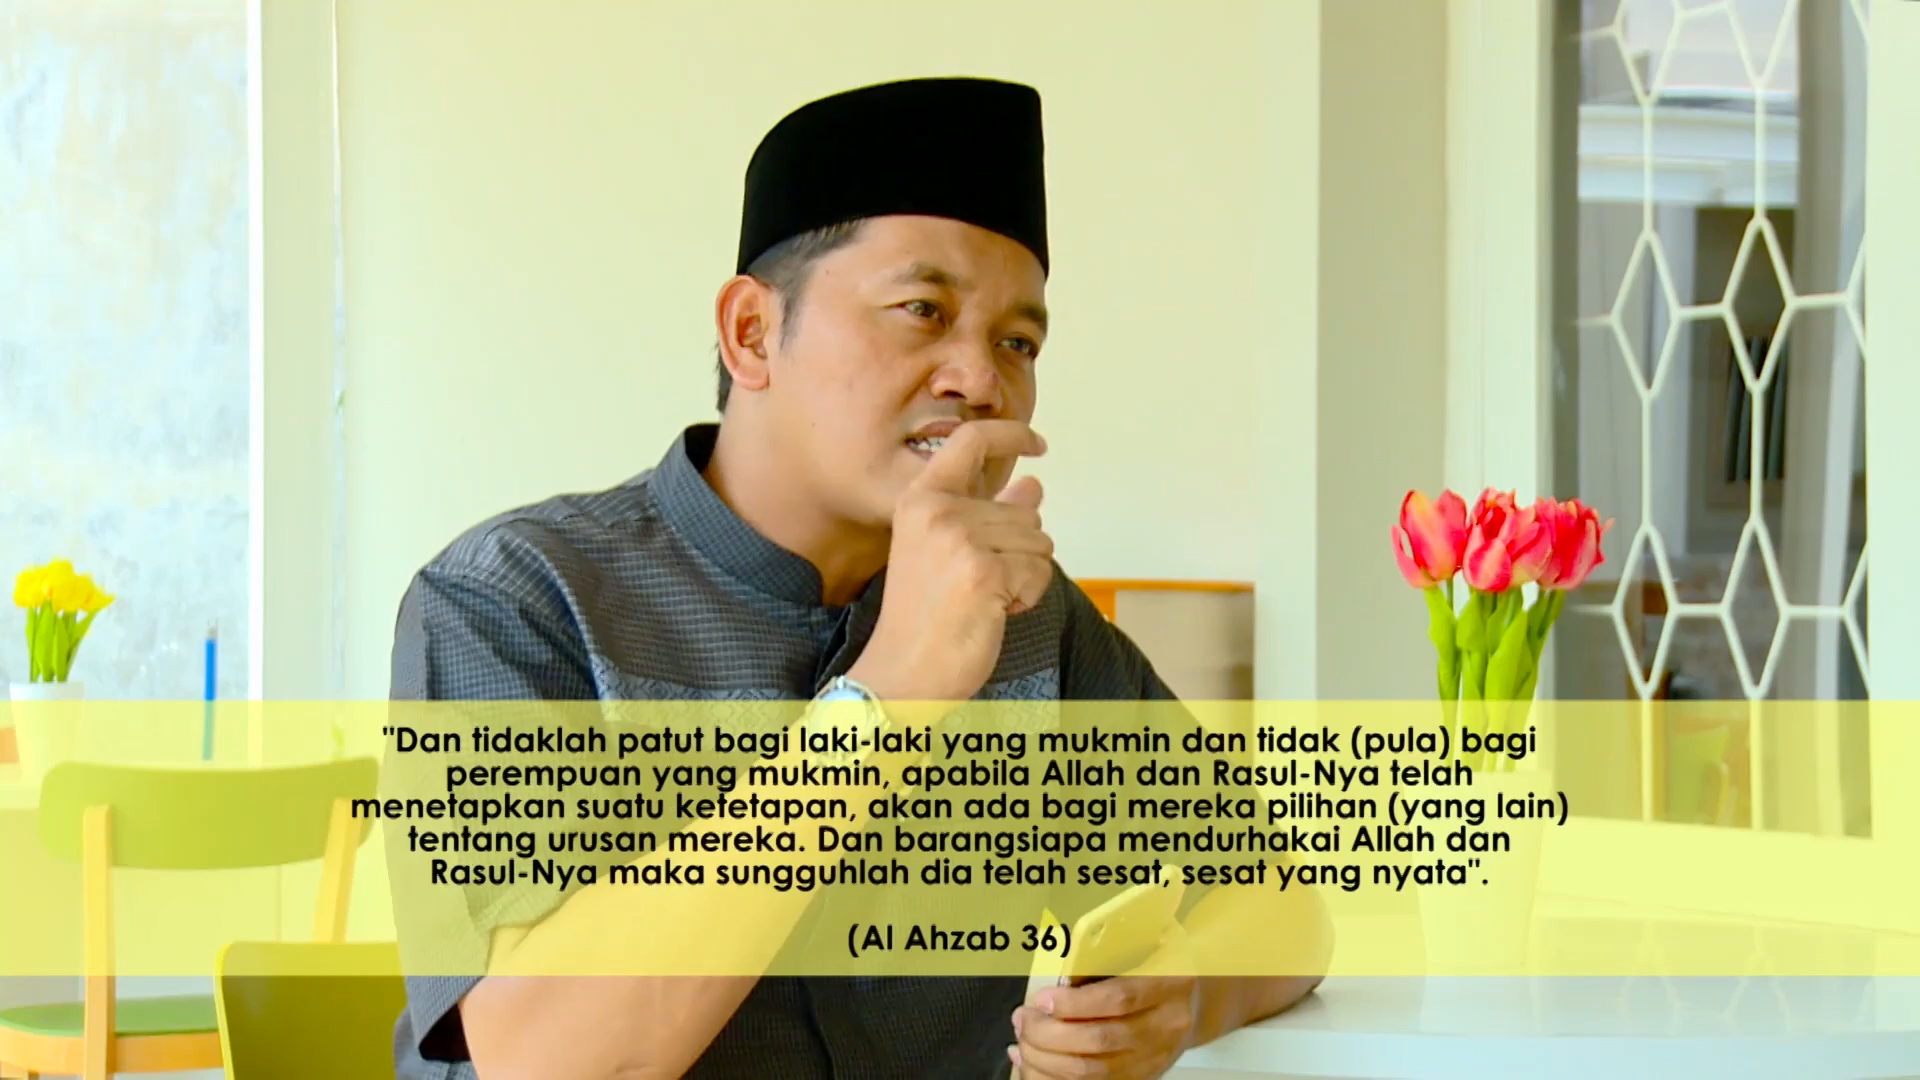 "Dan tidaklah patut bagi laki-laki yang mukmin dan tidak (pula) bagi
perempuan yang mukmin, apabila Allah dan Rasul-Nya telah
menetapkan suatu ketetapan, akan ada bagi mereka pilihan (yang lain)
tentang urusan mereka. Dan barangsiapa mendurhakai Allah dan
Rasul-Nya maka sungguhlah dia telah sesat, sesat yang nyata".
(Al Ahzab 36)